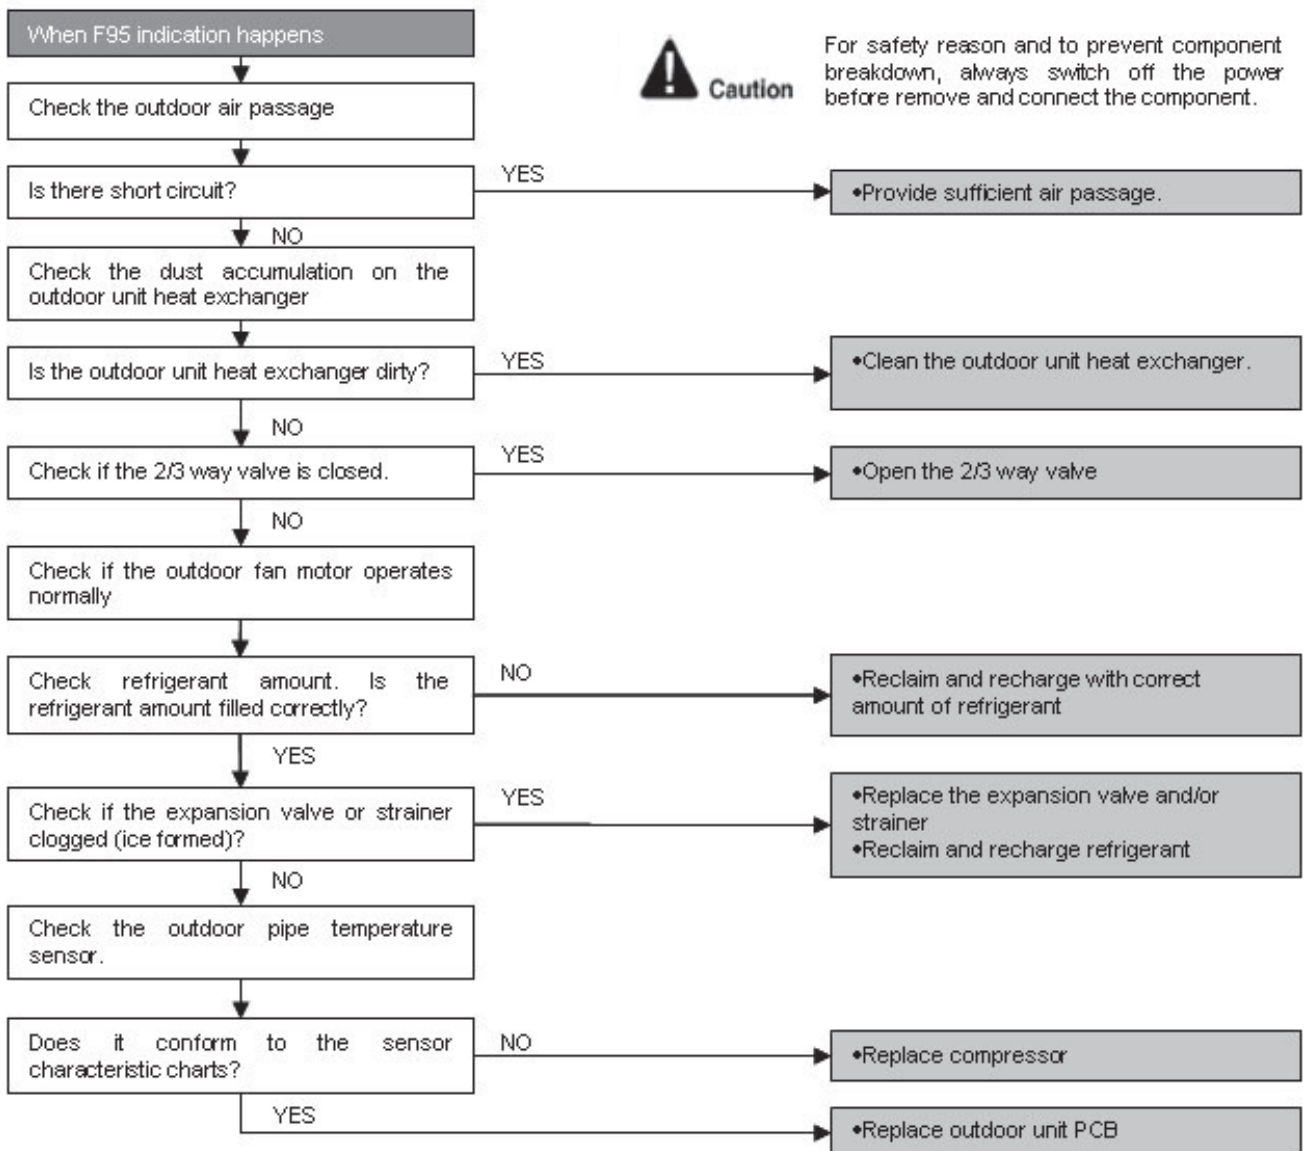 When F95 indication happens
Caution
For safety reason and to prevent component
breakdown, always switch off the power
before remove and connect the component.
Check the outdoor air passage
Is there short circuit?
YES
•Provide sufficient air passage.
NO
Check the dust accumulation on the
outdoor unit heat exchanger
Is the outdoor unit heat exchanger dirty?
YES
•Clean the outdoor unit heat exchanger.
NO
Check if the 2/3 way valve is closed.
YES
•Open the 2/3 way valve
NO
Check if the outdoor fan motor operates
normally
Check refrigerant amount. Is the
refrigerant amount filled correctly?
NO
•Reclaim and recharge with correct
amount of refrigerant
YES
Check if the expansion valve or strainer
clogged (ice formed)?
YES
•Replace the expansion valve and/or
strainer
•Reclaim and recharge refrigerant
NO
Check the outdoor pipe temperature
sensor.
Does it conform to the sensor
characteristic charts?
NO
•Replace compressor
YES
•Replace outdoor unit PCB